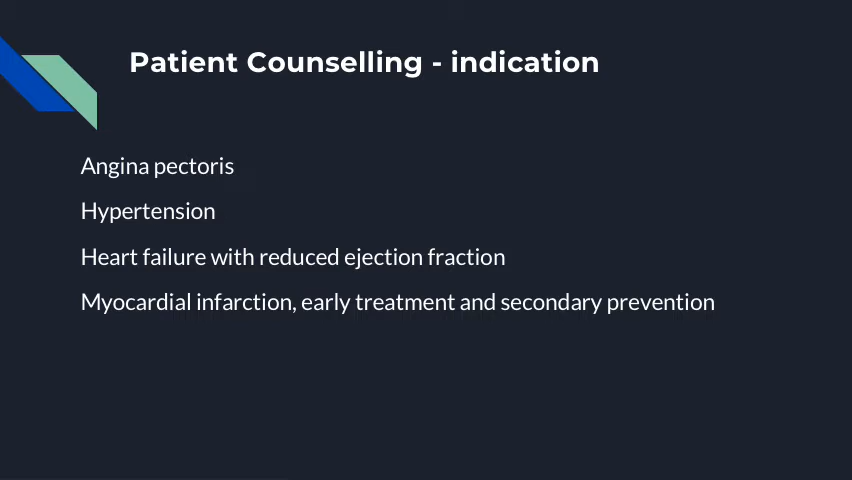 Patient Counselling - indication
Angina pectoris
Hypertension
Heart failure with reduced ejection fraction
Myocardial infarction, early treatment and secondary prevention